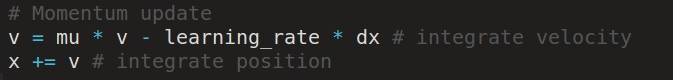 # Momentum update
v = mu * v - learning_rate * dx # integrate velocity
x += v # integrate position